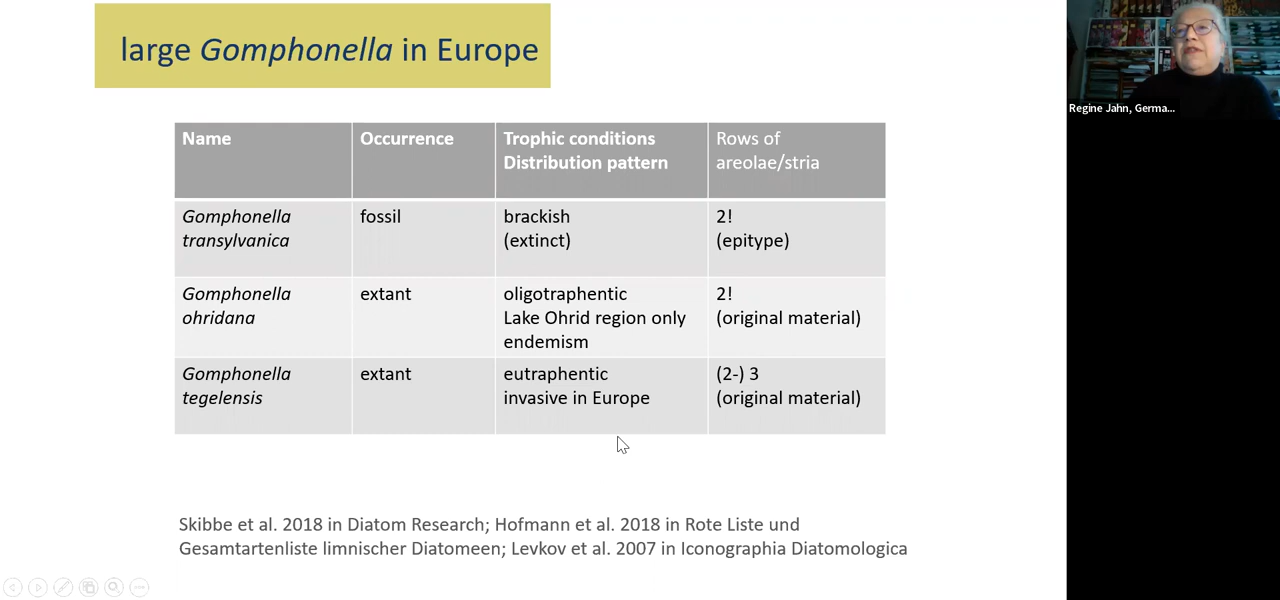 large Gomphonella in Europe
Regine Jahn, Germa...
Name
Occurrence
Trophic conditions
Distribution pattern
Rows of
areolae/stria
Gomphonella
transylvanica
fossil
brackish
(extinct)
2!
(epitype)
Gomphonella
ohridana
extant
oligotraphentic
Lake Ohrid region only
endemism
2!
(original material)
Gomphonella
tegelensis
extant
eutraphentic
invasive in Europe
(2-) 3
(original material)
Skibbe et al. 2018 in Diatom Research; Hofmann et al. 2018 in Rote Liste und
Gesamtartenliste limnischer Diatomeen; Levkov et al. 2007 in Iconographia Diatomologica